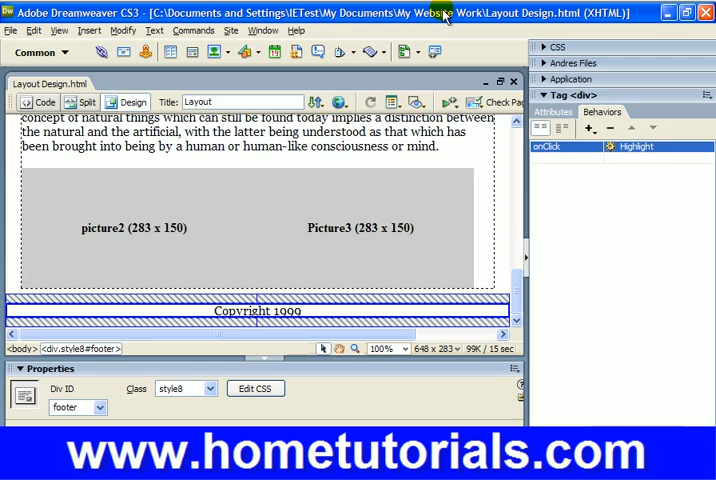 Adobe Dreamweaver CS3 - [C:\Documents and Settings\IETest\My Documents\My Website Work\Layout Design.html (XHTML)]
File Edit View Insert Modify Text Commands Site Window Help
Common
CSS
Andres Files
Application
Tag <div>
Attributes Behaviors
onClick Highlight
Layout Design.html
Code Split Design Title: Layout Check Pag
concept of natural things which can still be found today implies a distinction between
the natural and the artificial, with the latter being understood as that which has
been brought into being by a human or human-like consciousness or mind.
picture2 (283 x 150) Picture3 (283 x 150)
Copyright 1999
<body> <div.style8#footer> 100% 648 x 283 99K / 15 sec
Properties
Div ID Class style8 Edit CSS
footer
www.hometutorials.com